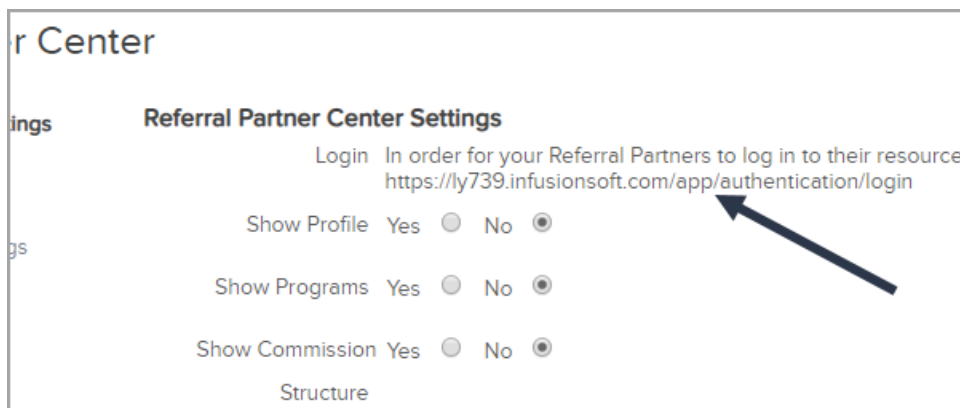 r Center
ings
Referral Partner Center Settings
Login In order for your Referral Partners to log in to their resource
https://ly739.infusionsoft.com/app/authentication/login
Show Profile Yes No
gs
Show Programs Yes No
Show Commission Yes No
Structure